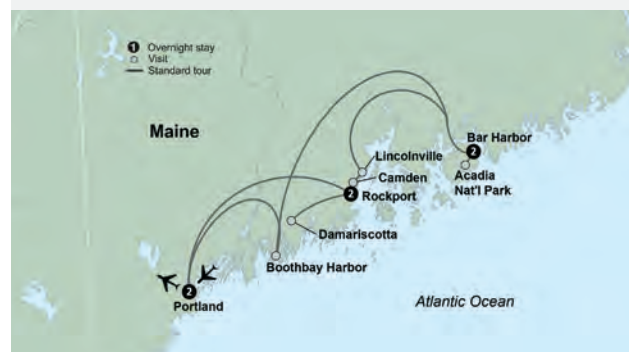 1 Overnight stay
Visit
Standard tour
Maine
Bar Harbor
2
Lincolnville
Acadia
Nat'l Park
Camden
2 Rockport
Damariscotta
Boothbay Harbor
2
Portland
Atlantic Ocean